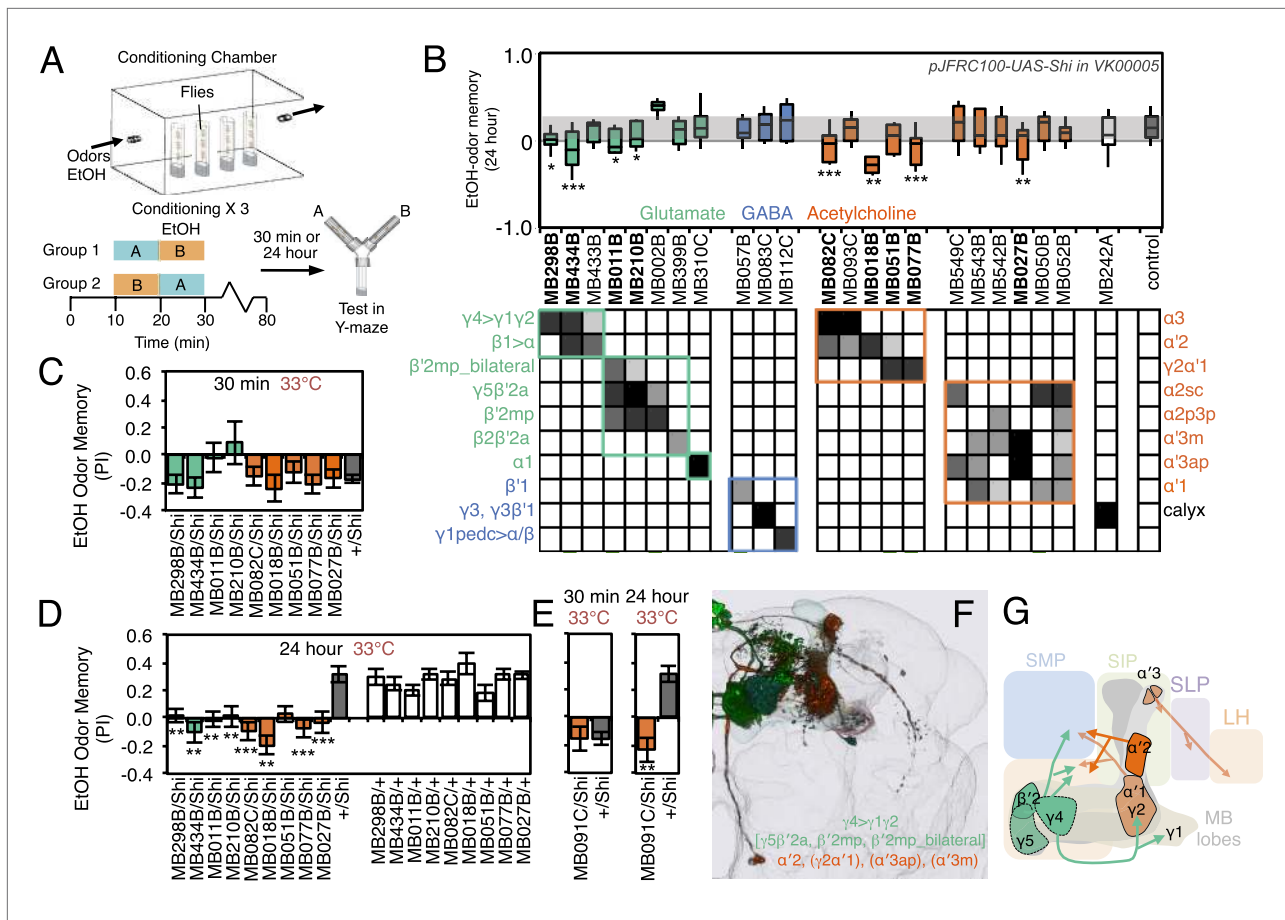 A
Conditioning Chamber
Flies
Odors
EtOH
Conditioning X 3
EtOH
Group 1
A
B
Group 2
B
A
0
10
20
30
80
Time (min)
30 min or
24 hour
A
B
Test in
Y-maze
B
EtOH-odor memory
(24 hour)
1.0
0
-1.0
pJFRC100-UAS-Shi in VK00005
*
***
*
*
***
**
***
**
Glutamate
GABA
Acetylcholine
MB298B
MB434B
MB433B
MB011B
MB210B
MB002B
MB399B
MB310C
MB057B
MB083C
MB112C
MB082C
MB093C
MB018B
MB051B
MB077B
MB549C
MB543B
MB542B
MB027B
MB050B
MB052B
MB242A
control
γ4>γ1γ2
β1>α
β'2mp_bilateral
γ5β'2a
β'2mp
β2β'2a
α1
β'1
γ3, γ3β'1
γ1pedc>α/β
α3
α'2
γ2α'1
α2sc
α2p3p
α'3m
α'3ap
α'1
calyx
C
EtOH Odor Memory
(PI)
0.6
0.4
0.2
0.0
-0.2
-0.4
30 min 33°C
MB298B/Shi
MB434B/Shi
MB011B/Shi
MB210B/Shi
MB082C/Shi
MB018B/Shi
MB051B/Shi
MB077B/Shi
MB027B/Shi
+/Shi
D
EtOH Odor Memory
(PI)
0.6
0.4
0.2
0.0
-0.2
-0.4
24 hour 33°C
**
**
**
**
***
**
***
***
MB298B/Shi
MB434B/Shi
MB011B/Shi
MB210B/Shi
MB082C/Shi
MB018B/Shi
MB051B/Shi
MB077B/Shi
MB027B/Shi
+/Shi
MB298B/+
MB434B/+
MB011B/+
MB210B/+
MB082C/+
MB018B/+
MB051B/+
MB077B/+
MB027B/+
E
30 min
33°C
24 hour
33°C
**
MB091C/Shi
+/Shi
MB091C/Shi
+/Shi
F
γ4>γ1γ2
[γ5β'2a, β'2mp, β'2mp_bilateral]
α'2, (γ2α'1), (α'3ap), (α'3m)
G
SMP
SIP
SLP
LH
α'3
α'2
α'1
γ2
β'2
γ4
γ5
γ1
MB
lobes